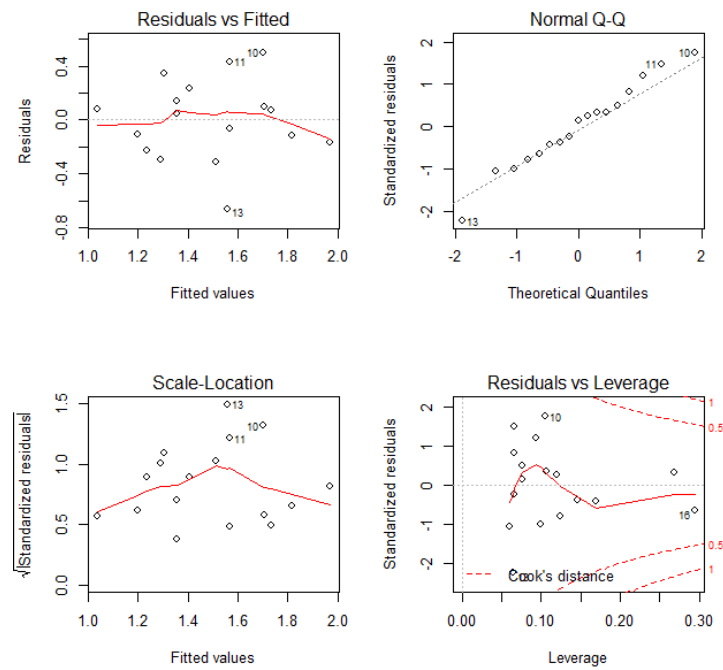 Residuals vs Fitted
Residuals
0.4
0.0
-0.4
-0.8
10
11
13
1.0 1.2 1.4 1.6 1.8 2.0
Fitted values
Normal Q-Q
Standardized residuals
2
1
0
-1
-2
10
11
13
-2 -1 0 1 2
Theoretical Quantiles
Scale-Location
√|Standardized residuals|
1.5
1.0
0.5
0.0
13
10
11
1.0 1.2 1.4 1.6 1.8 2.0
Fitted values
Residuals vs Leverage
Standardized residuals
2
1
0
-1
-2
10
16
1
0.5
0.5
1
Cook's distance
0.00 0.10 0.20 0.30
Leverage